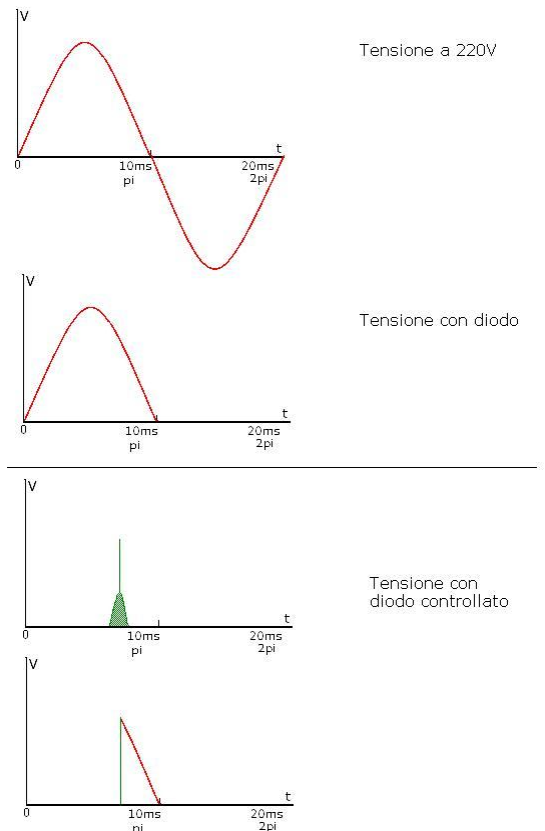 V
Tensione a 220V
t
0 10ms 20ms
pi 2pi
V
Tensione con diodo
t
0 10ms 20ms
pi 2pi
V
Tensione con
diodo controllato
t
0 10ms 20ms
pi 2pi
V
t
0 10ms 20ms
pi 2pi